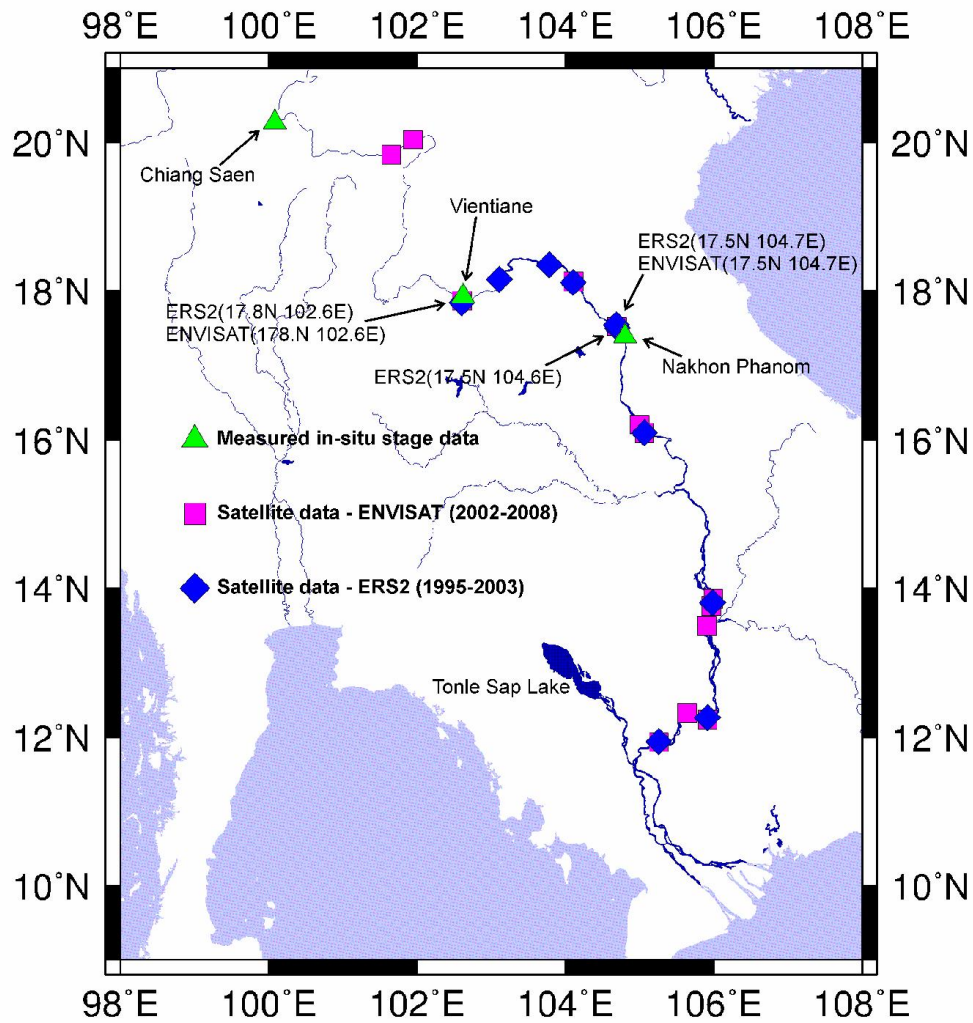 98˚E 100˚E 102˚E 104˚E 106˚E 108˚E
20˚N 20˚N
Chiang Saen
Vientiane
ERS2(17.5N 104.7E)
ENVISAT(17.5N 104.7E)
18˚N 18˚N
ERS2(17.8N 102.6E)
ENVISAT(178.N 102.6E)
Nakhon Phanom
ERS2(17.5N 104.6E)
16˚N 16˚N
Measured in-situ stage data
Satellite data - ENVISAT (2002-2008)
14˚N 14˚N
Satellite data - ERS2 (1995-2003)
Tonle Sap Lake
12˚N 12˚N
10˚N 10˚N
98˚E 100˚E 102˚E 104˚E 106˚E 108˚E